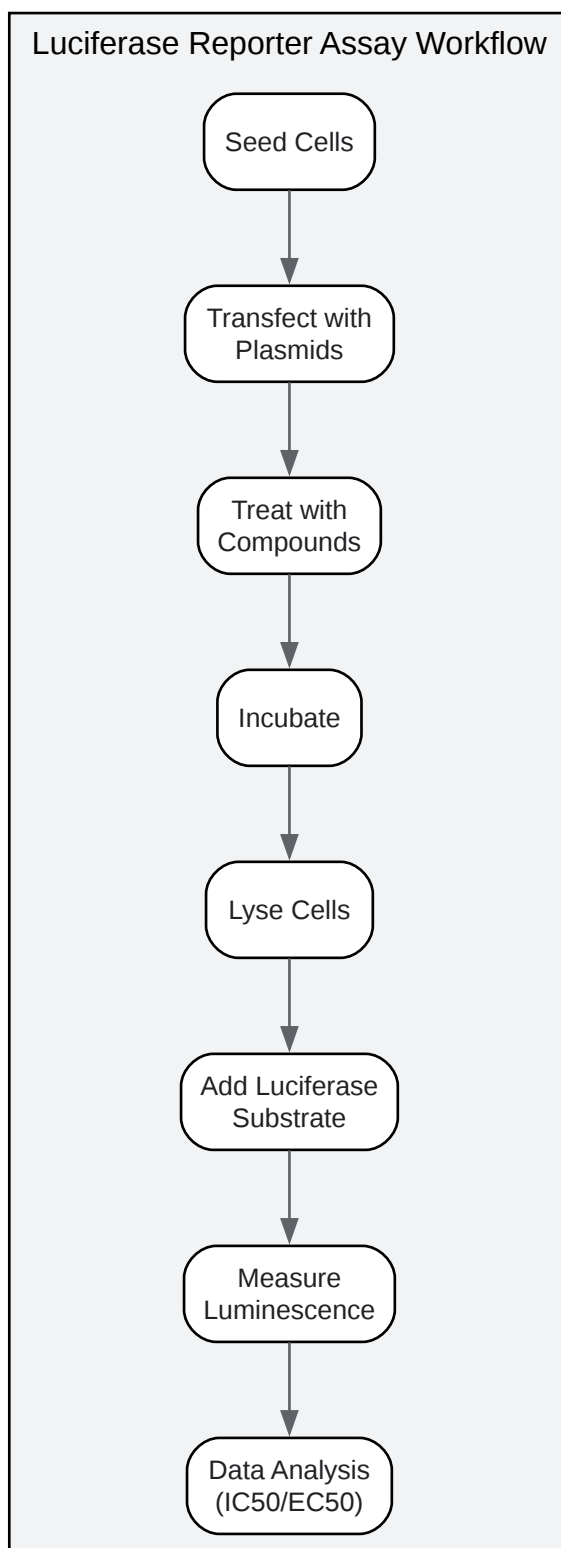 Luciferase Reporter Assay Workflow
Seed Cells
Transfect with
Plasmids
Treat with
Compounds
Incubate
Lyse Cells
Add Luciferase
Substrate
Measure
Luminescence
Data Analysis
(IC50/EC50)